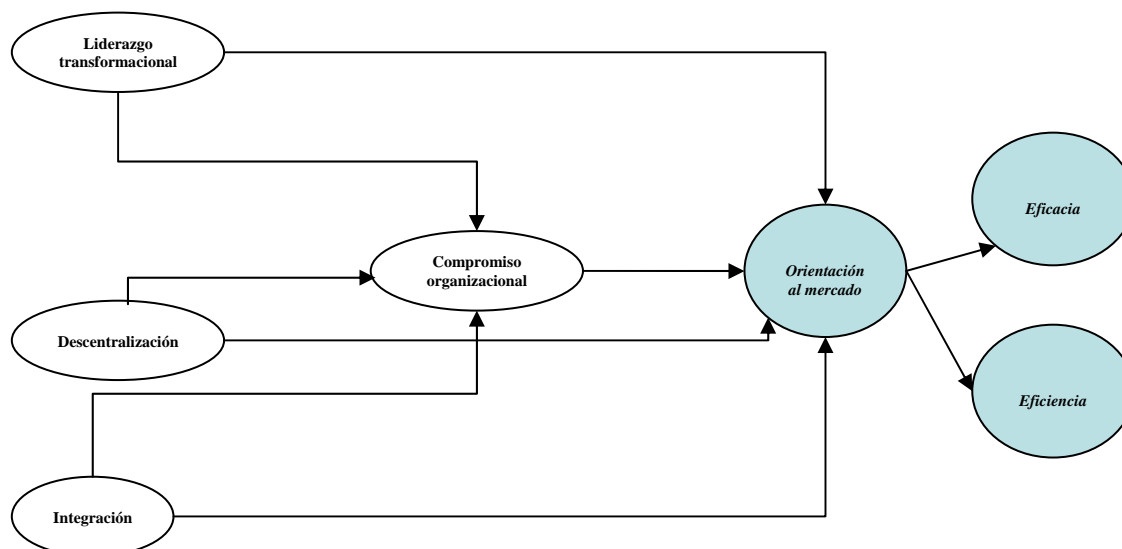 Liderazgo
transformacional
Eficacia
Compromiso
organizacional
Orientación
al mercado
Descentralización
Eficiencia
Integración